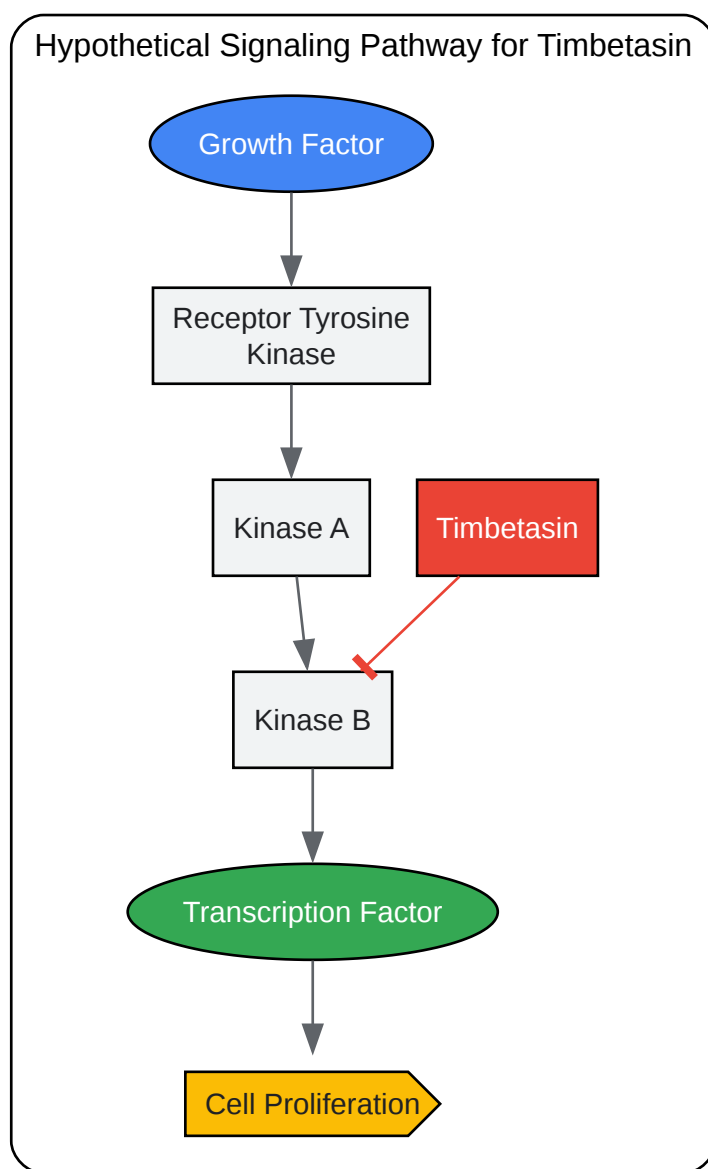 Hypothetical Signaling Pathway for Timbetasin
Growth Factor
Receptor Tyrosine
Kinase
Kinase A
Timbetasin
Kinase B
Transcription Factor
Cell Proliferation